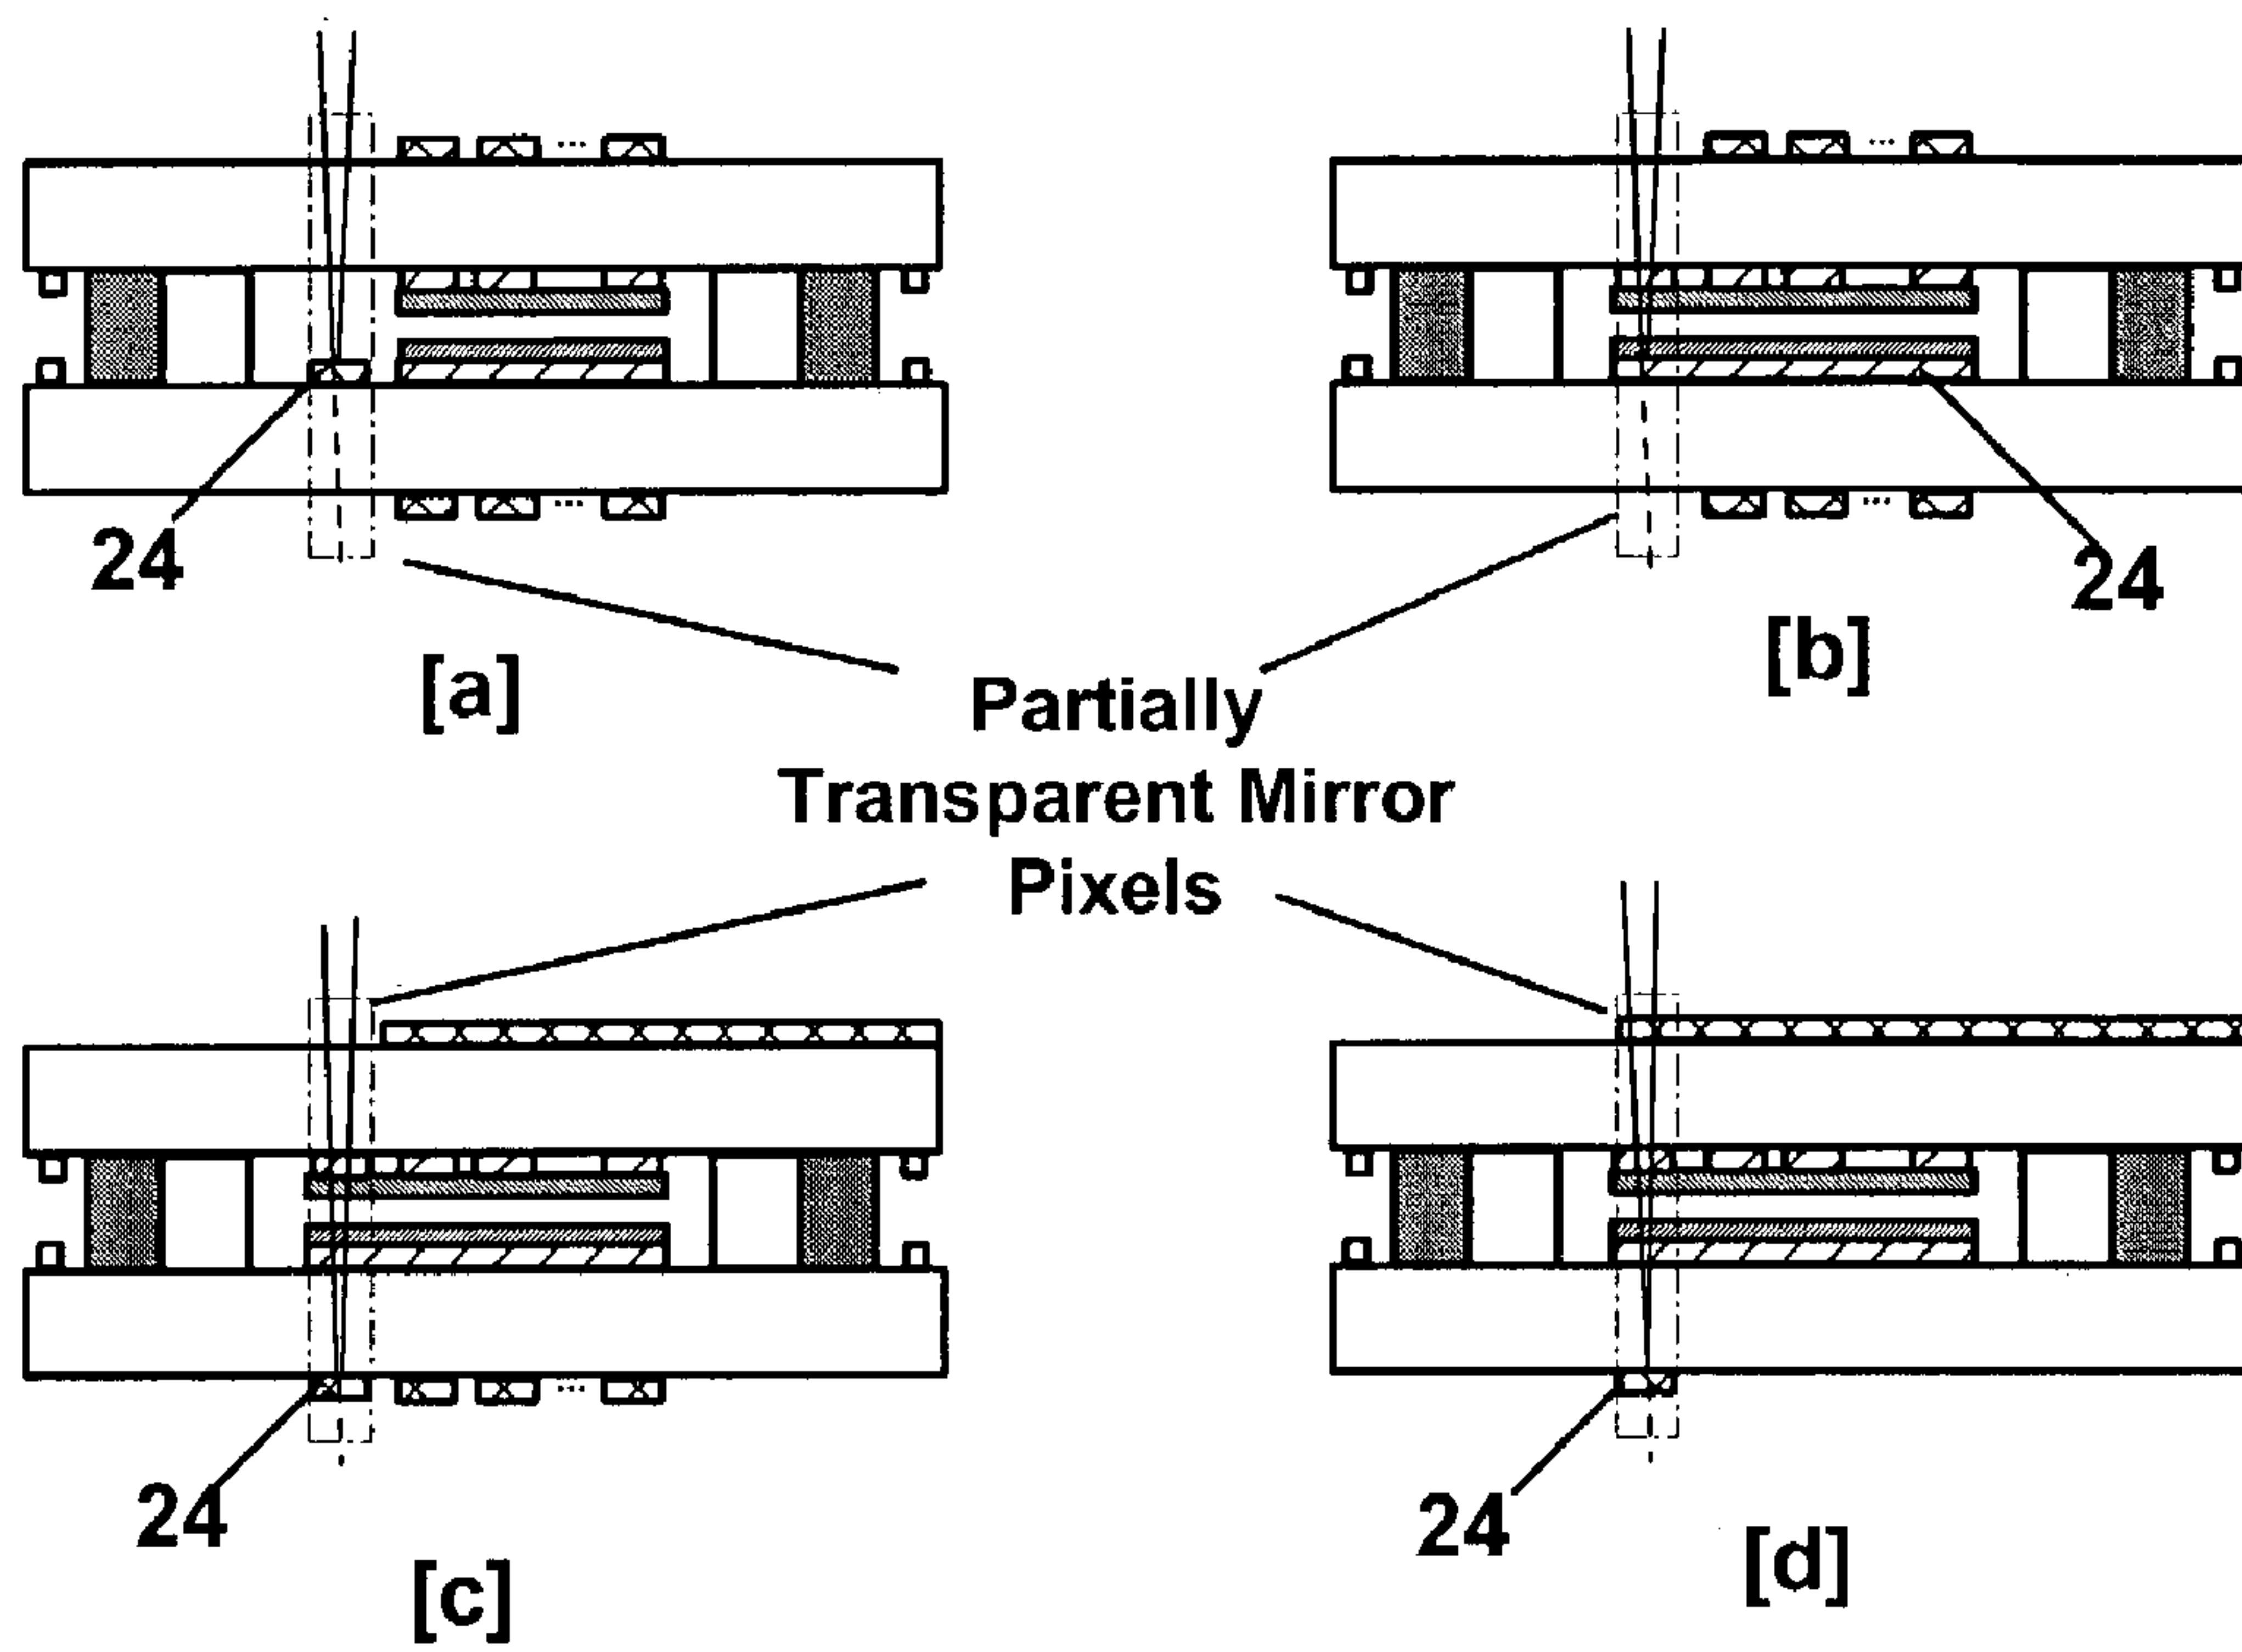 24
24
[a]
[b]
Partially
Transparent Mirror
Pixels
24
24
[c]
[d]